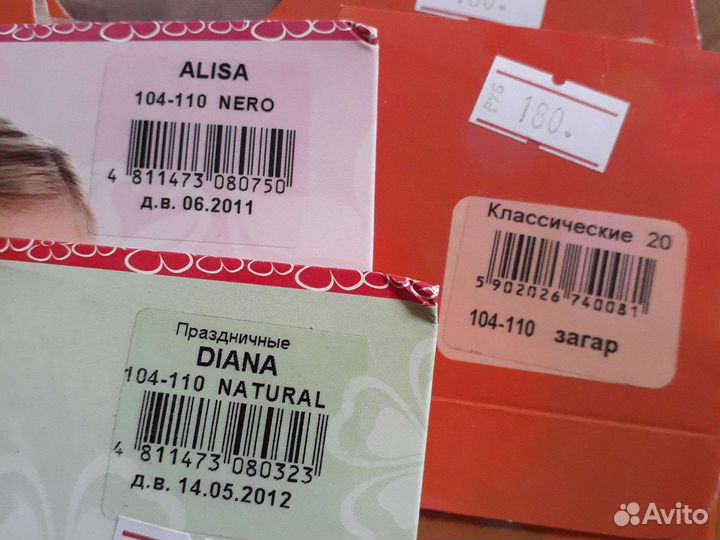 ALISA
104-110 NERO
4 811473 080750
Д.В. 06.2011
РУБ
180.
Классические 20
5 902026 740081
104-110 загар
Праздничные
DIANA
104-110 NATURAL
4 811473 080323
Д.В. 14.05.2012
Avito